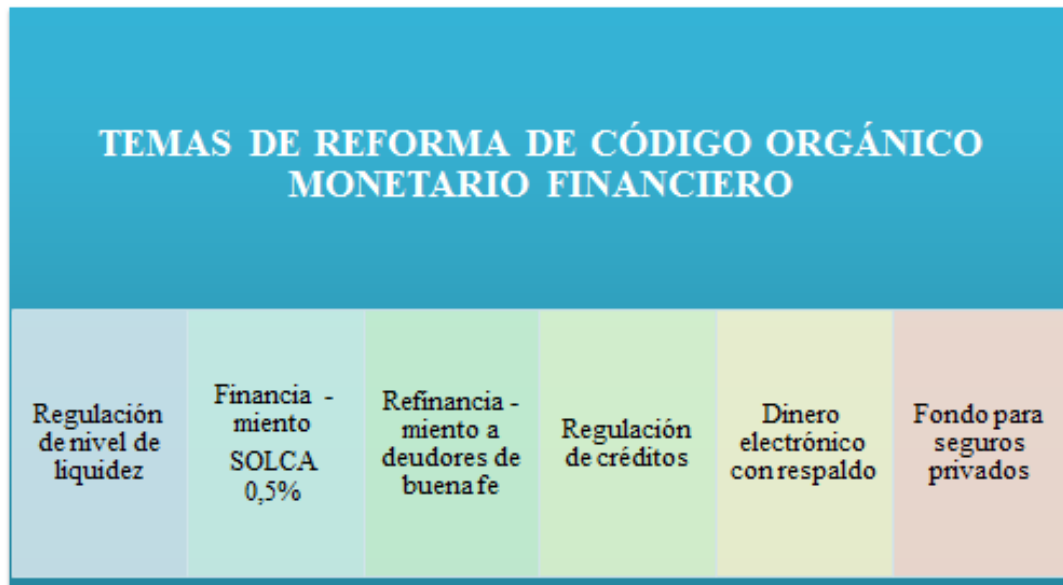 TEMAS DE REFORMA DE CÓDIGO ORGÁNICO
MONETARIO FINANCIERO
Regulación
de nivel de
liquidez
Financia -
miento
SOLCA
0,5%
Refinancia -
miento a
deudores de
buena fe
Regulación
de créditos
Dinero
electrónico
con respaldo
Fondo para
seguros
privados